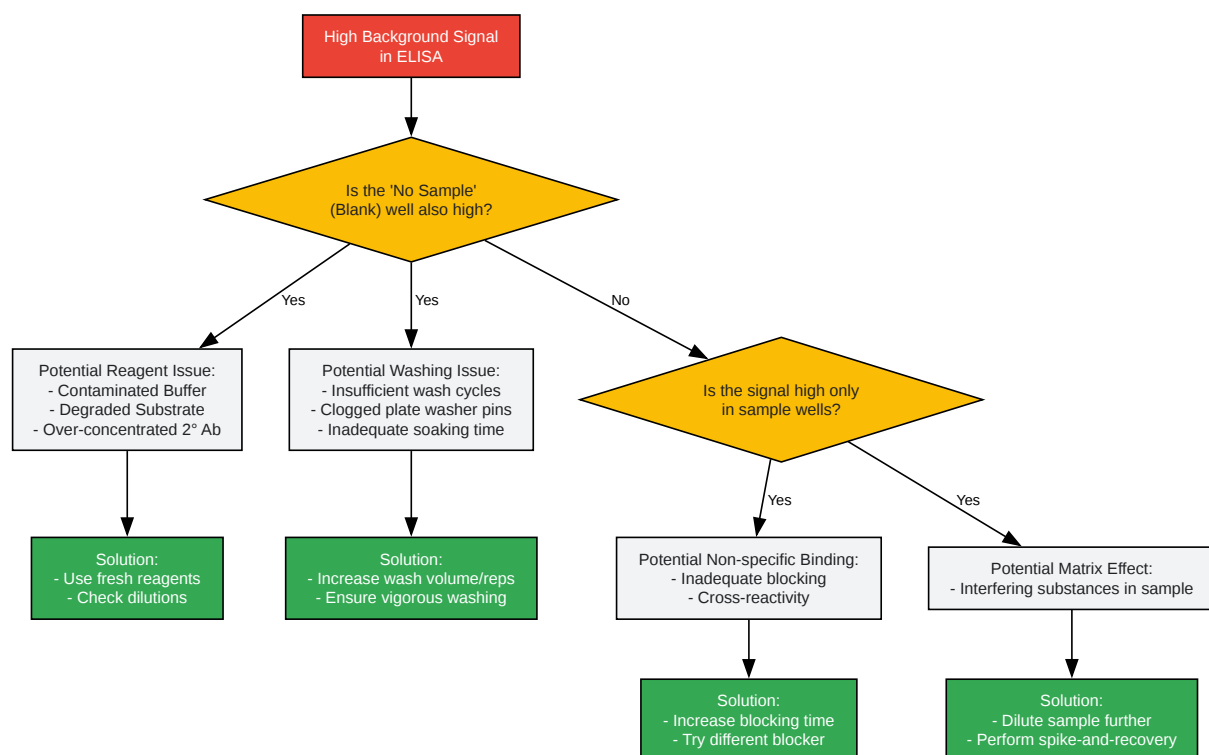 High Background Signal
in ELISA
Is the 'No Sample'
(Blank) well also high?
Yes
Yes
No
Potential Reagent Issue:
- Contaminated Buffer
- Degraded Substrate
- Over-concentrated 2° Ab
Potential Washing Issue:
- Insufficient wash cycles
- Clogged plate washer pins
- Inadequate soaking time
Is the signal high only
in sample wells?
Yes
Yes
Solution:
- Use fresh reagents
- Check dilutions
Solution:
- Increase wash volume/reps
- Ensure vigorous washing
Potential Non-specific Binding:
- Inadequate blocking
- Cross-reactivity
Potential Matrix Effect:
- Interfering substances in sample
Solution:
- Increase blocking time
- Try different blocker
Solution:
- Dilute sample further
- Perform spike-and-recovery